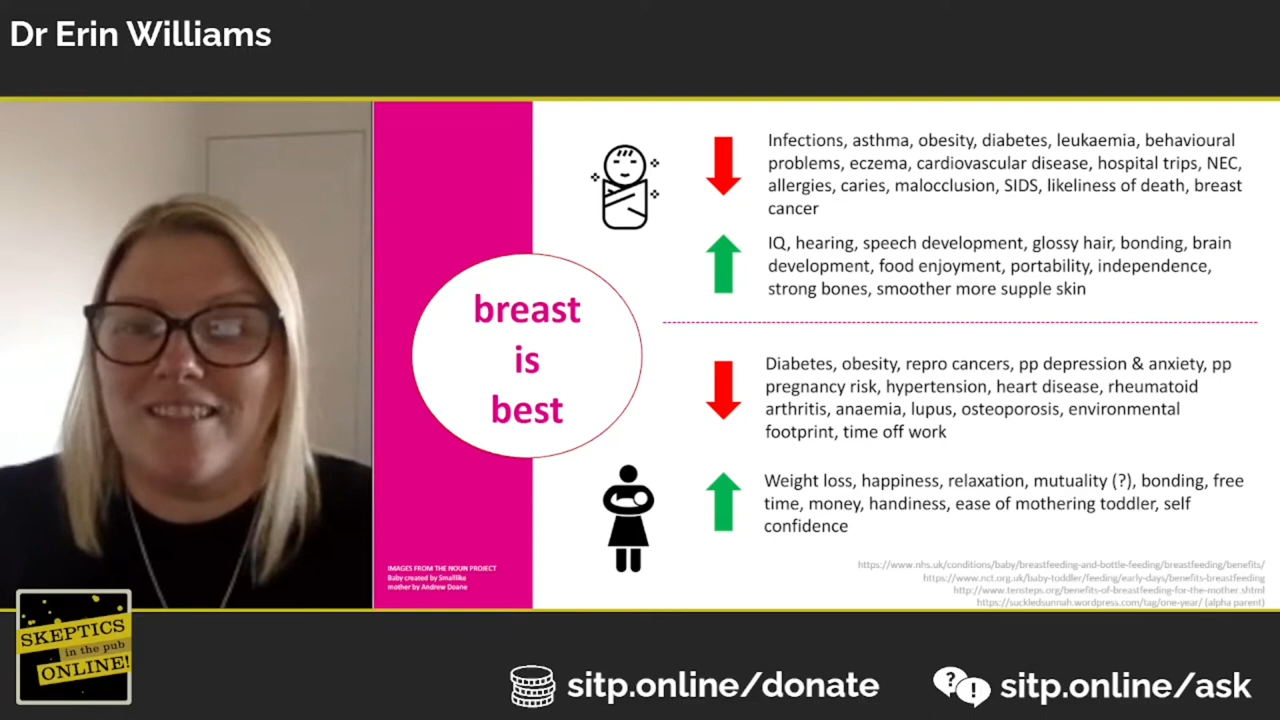 Dr Erin Williams
Infections, asthma, obesity, diabetes, leukaemia, behavioural
problems, eczema, cardiovascular disease, hospital trips, NEC,
allergies, caries, malocclusion, SIDS, likeliness of death, breast
cancer
IQ, hearing, speech development, glossy hair, bonding, brain
development, food enjoyment, portability, independence,
strong bones, smoother more supple skin
breast
is
best
Diabetes, obesity, repro cancers, pp depression & anxiety, pp
pregnancy risk, hypertension, heart disease, rheumatoid
arthritis, anaemia, lupus, osteoporosis, environmental
footprint, time off work
Weight loss, happiness, relaxation, mutuality (?), bonding, free
time, money, handiness, ease of mothering toddler, self
confidence
IMAGES FROM THE NOUN PROJECT
Baby created by Smalllike
mother by Andrew Doane
https://www.nhs.uk/conditions/baby/breastfeeding-and-bottle-feeding/breastfeeding/benefits/
https://www.nct.org.uk/baby-toddler/feeding/early-days/benefits-breastfeeding
http://www.tensteps.org/benefits-of-breastfeeding-for-the-mother.shtml
https://suckledsunnah.wordpress.com/tag/one-year/ (alpha parent)
SKEPTICS
in the pub
ONLINE!
sitp.online/donate
? !
sitp.online/ask